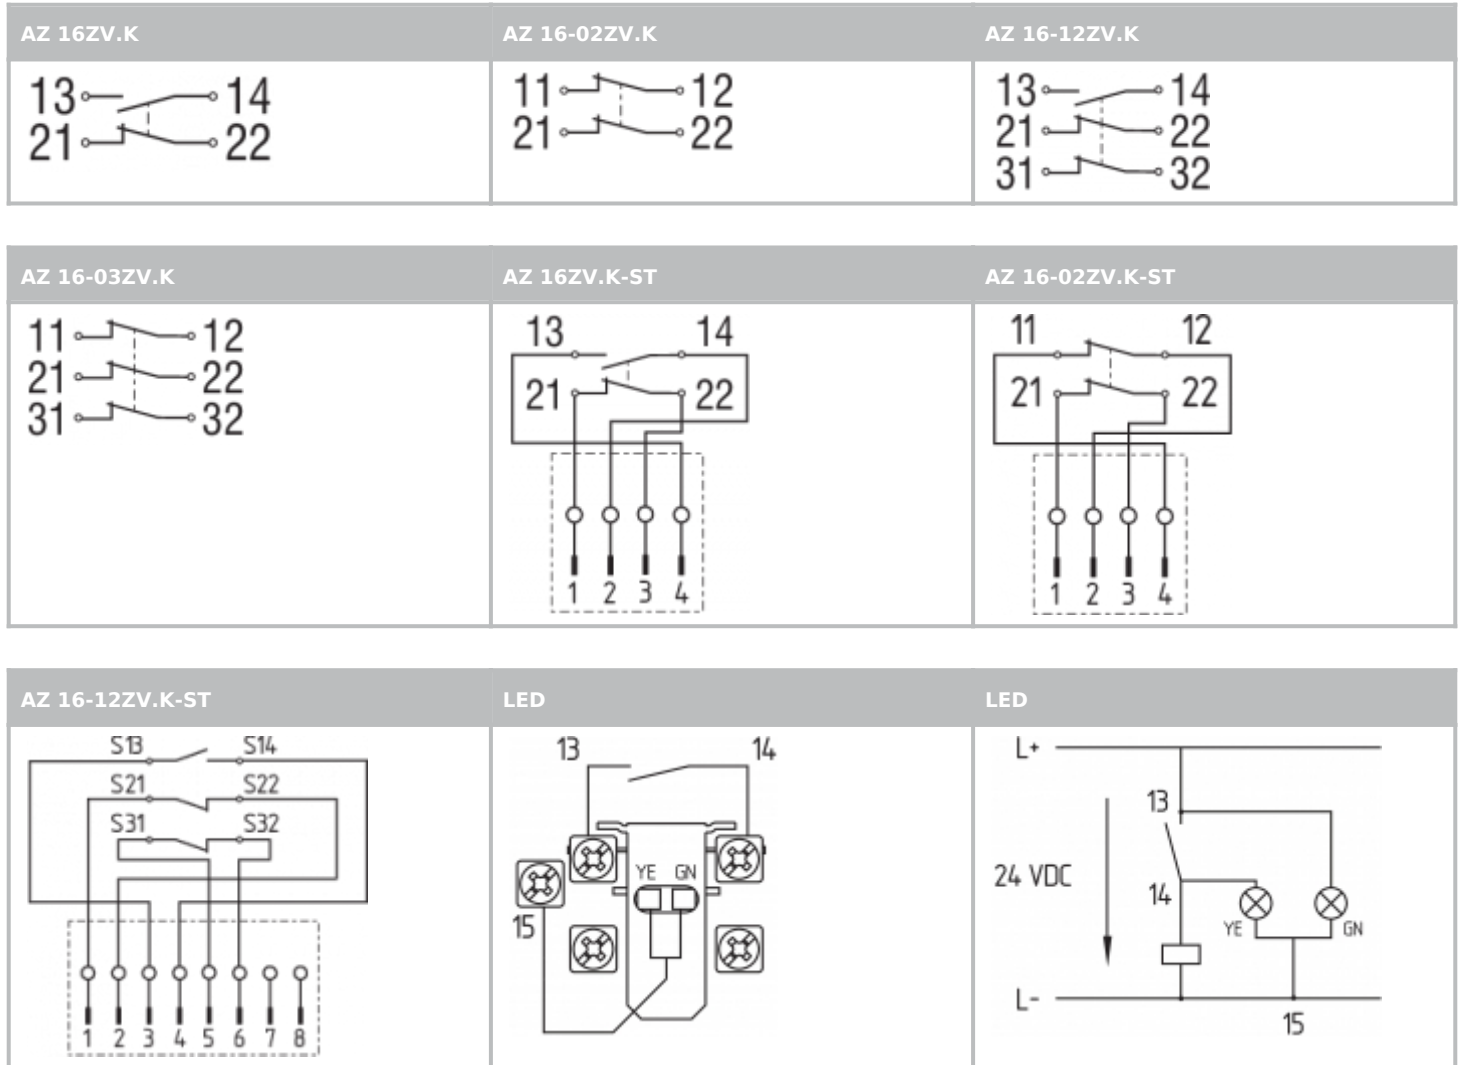 AZ 16ZV.K
AZ 16-02ZV.K
AZ 16-12ZV.K
13 14
21 22
11 12
21 22
13 14
21 22
31 32
AZ 16-03ZV.K
AZ 16ZV.K-ST
AZ 16-02ZV.K-ST
11 12
21 22
31 32
13 14
21 22
1 2 3 4
11 12
21 22
1 2 3 4
AZ 16-12ZV.K-ST
LED
LED
S13 S14
S21 S22
S31 S32
1 2 3 4 5 6 7 8
13 14
YE GN
15
L+
13
24 VDC
14
YE GN
L-
15